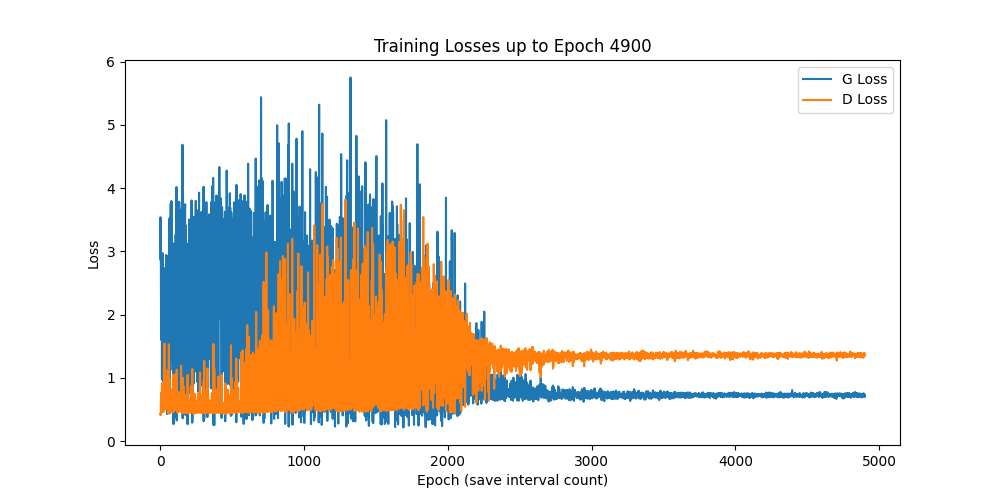 Training Losses up to Epoch 4900
G Loss
D Loss
Loss
6
5
4
3
2
1
0
0 1000 2000 3000 4000 5000
Epoch (save interval count)